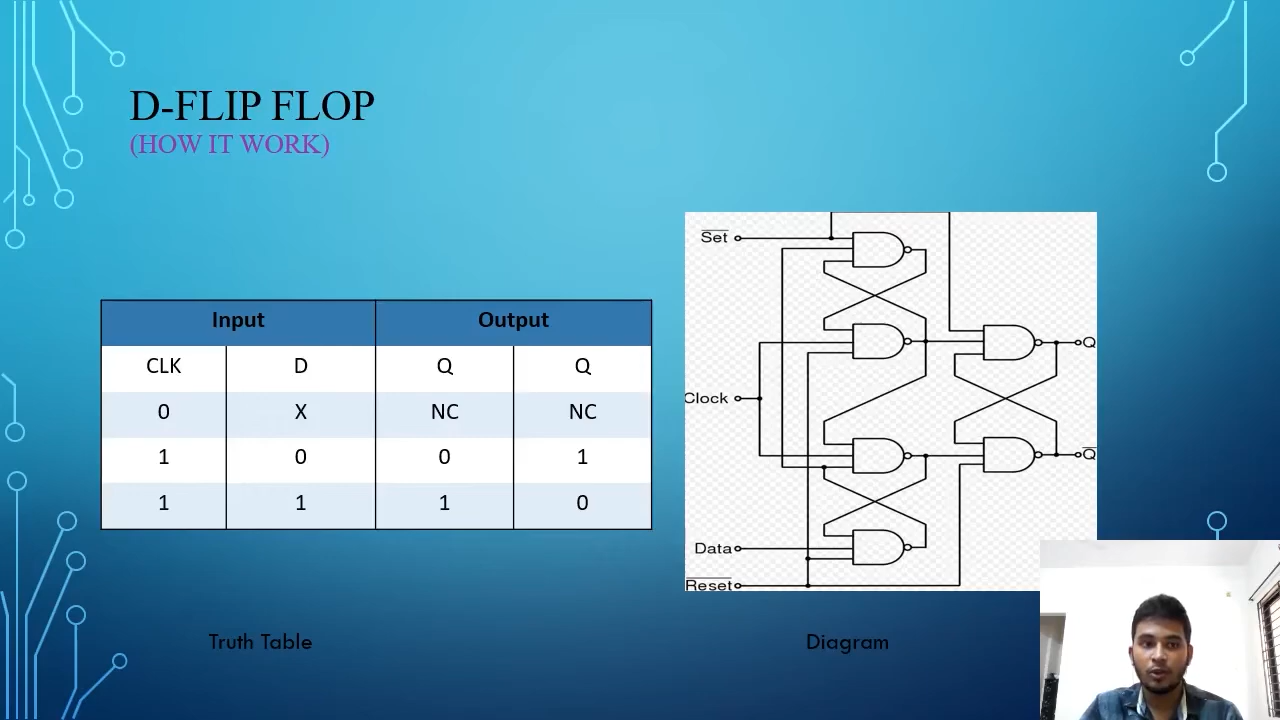 D-FLIP FLOP
(HOW IT WORK)
Input Output
CLK D Q Q
0 X NC NC
1 0 0 1
1 1 1 0
Truth Table
Set
Q
Clock
Q
Data
Reset
Diagram